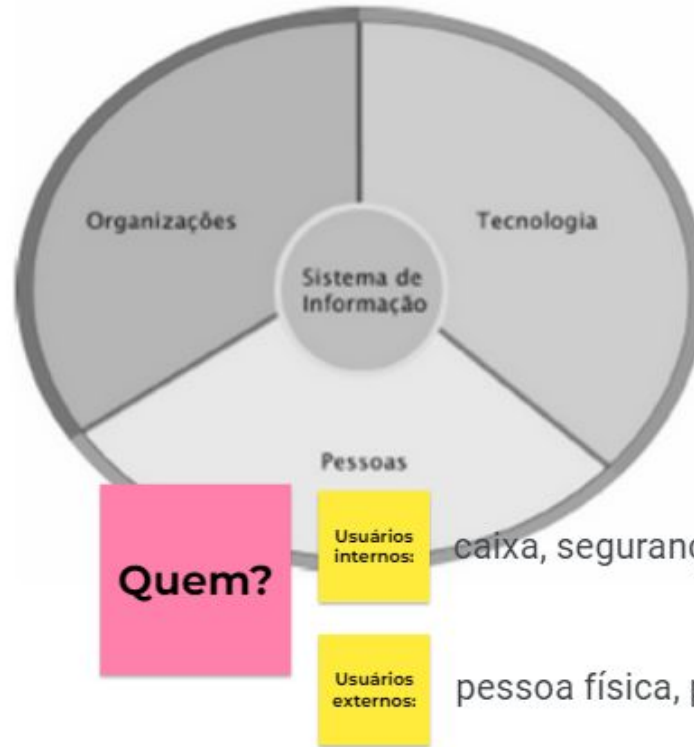 Organizações
Tecnologia
Sistema de
Informação
Pessoas
Quem?
Usuários
internos:
caixa,
Usuários
externos:
pessoa física,